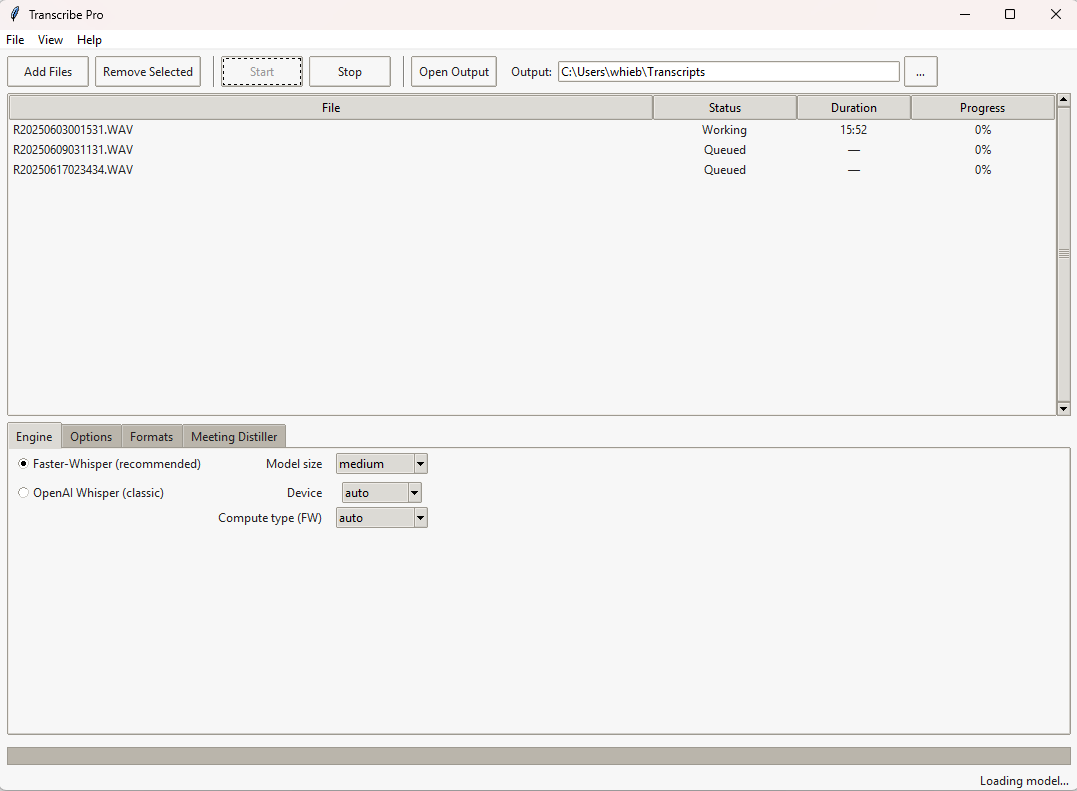 Transcribe Pro
File View Help
Add Files Remove Selected Start Stop Open Output Output: C:\Users\whieb\Transcripts ...
File Status Duration Progress
R20250603001531.WAV Working 15:52 0%
R20250609031131.WAV Queued — 0%
R20250617023434.WAV Queued — 0%
Engine Options Formats Meeting Distiller
Faster-Whisper (recommended) Model size medium
OpenAI Whisper (classic) Device auto
Compute type (FW) auto
Loading model...